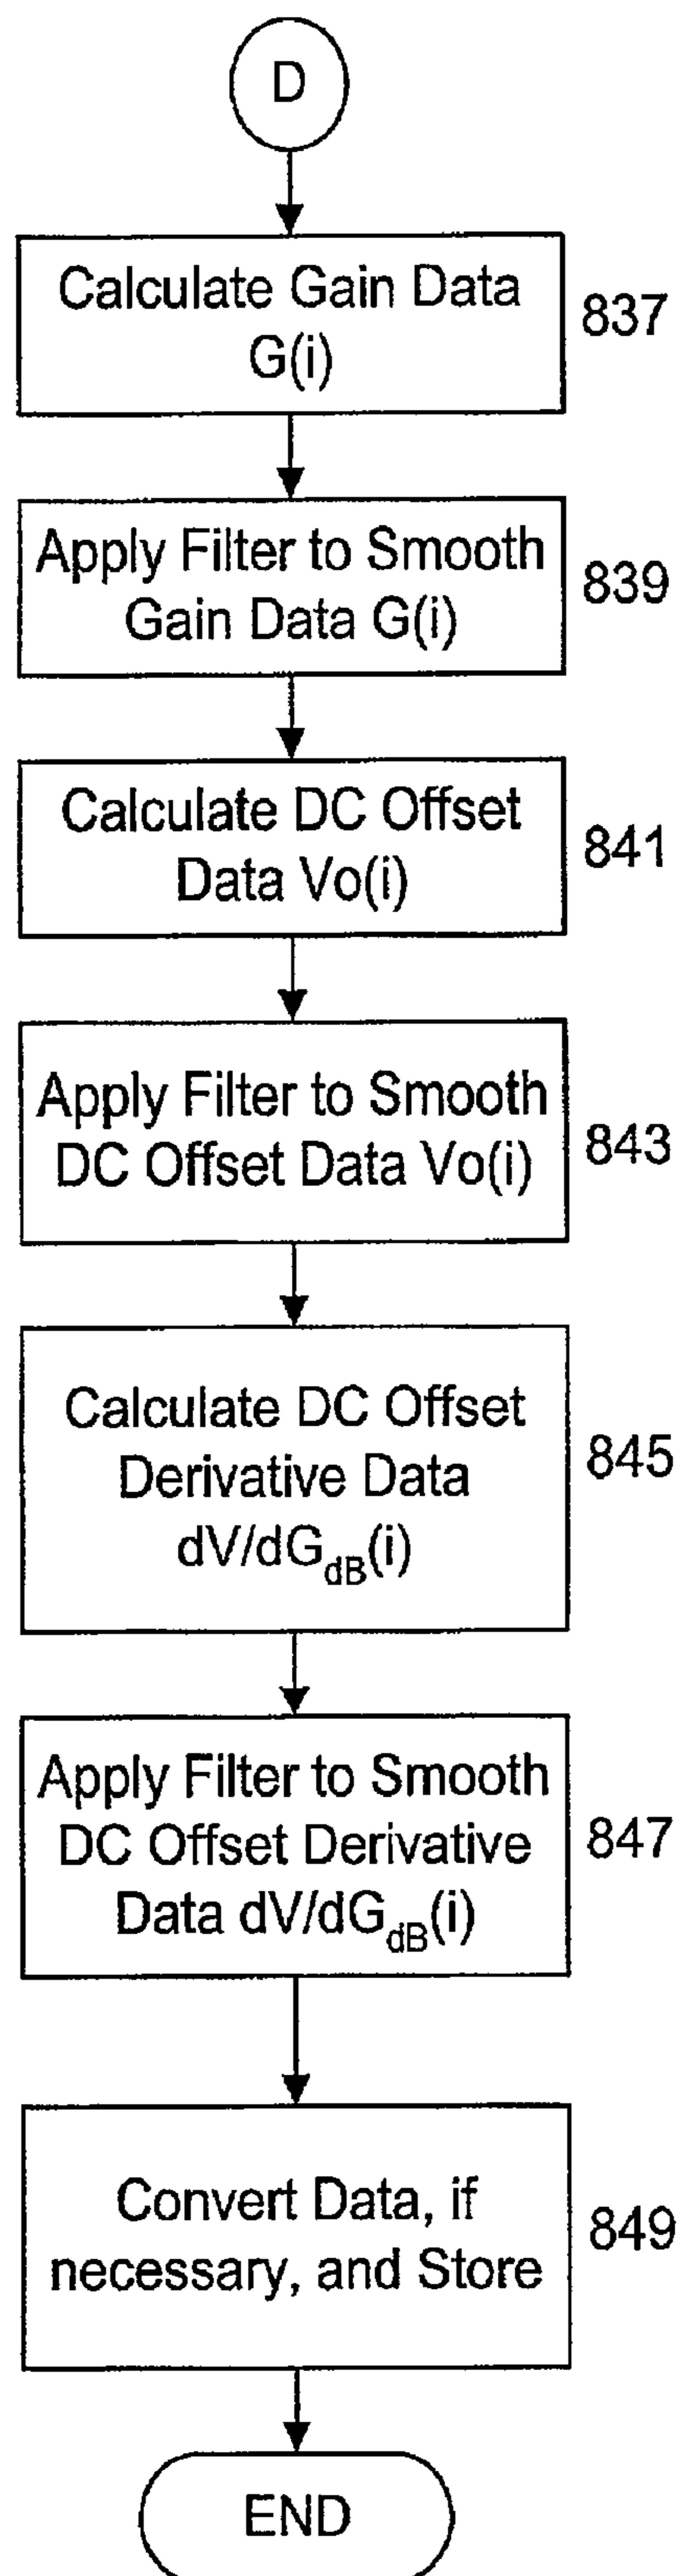 D
Calculate Gain Data
G(i)
837
Apply Filter to Smooth
Gain Data G(i)
839
Calculate DC Offset
Data Vo(i)
841
Apply Filter to Smooth
DC Offset Data Vo(i)
843
Calculate DC Offset
Derivative Data
dV/dGdB(i)
845
Apply Filter to Smooth
DC Offset Derivative
Data dV/dGdB(i)
847
Convert Data, if
necessary, and Store
849
END